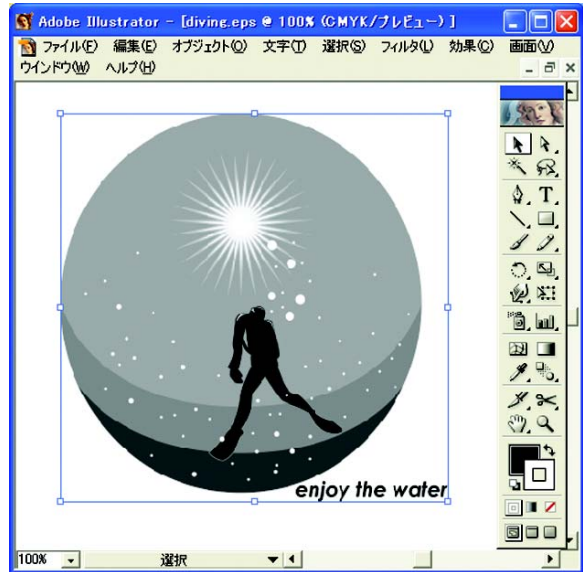 Adobe Illustrator - [diving.eps @ 100% (CMYK/プレビュー) ]
ファイル(F) 編集(E) オブジェクト(O) 文字(T) 選択(S) フィルタ(L) 効果(C) 画面(V)
ウインドウ(W) ヘルプ(H)
enjoy the water
100% 選択